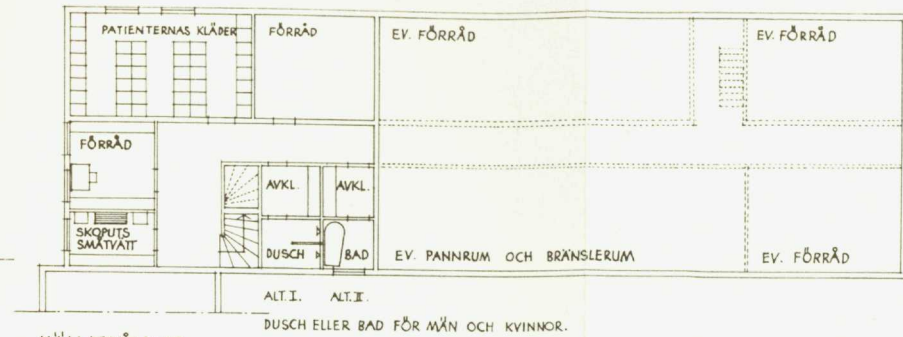 PATIENTERNAS KLÄDER
FÖRRÅD
EV. FÖRRÅD
EV. FÖRRÅD
FÖRRÅD
AVKL.
AVKL.
SKOPUTS
SMÅTVÄTT
DUSCH
BAD
EV. PANNRUM OCH BRÄNSLERUM
EV. FÖRRÅD
ALT. I.
ALT. II.
DUSCH ELLER BAD FÖR MÄN OCH KVINNOR.